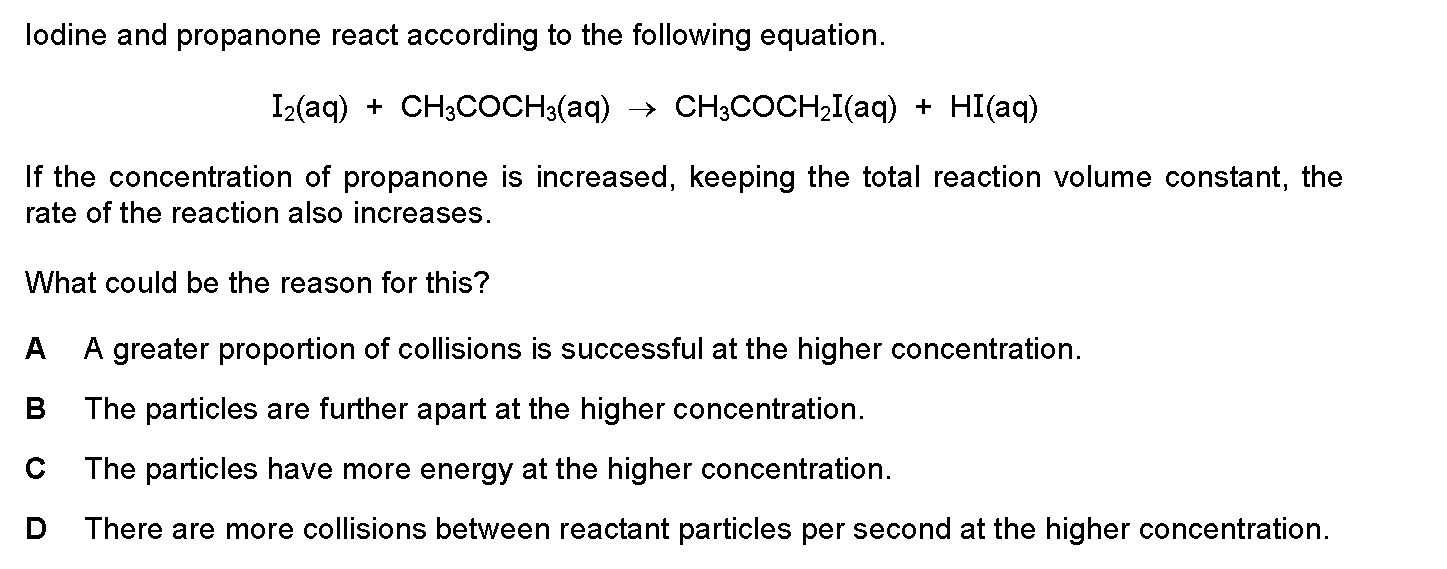 Iodine and propanone react according to the following equation.
I₂(aq) + CH₃COCH₃(aq) → CH₃COCH₂I(aq) + HI(aq)
If the concentration of propanone is increased, keeping the total reaction volume constant, the
rate of the reaction also increases.
What could be the reason for this?
A A greater proportion of collisions is successful at the higher concentration.
B The particles are further apart at the higher concentration.
C The particles have more energy at the higher concentration.
D There are more collisions between reactant particles per second at the higher concentration.